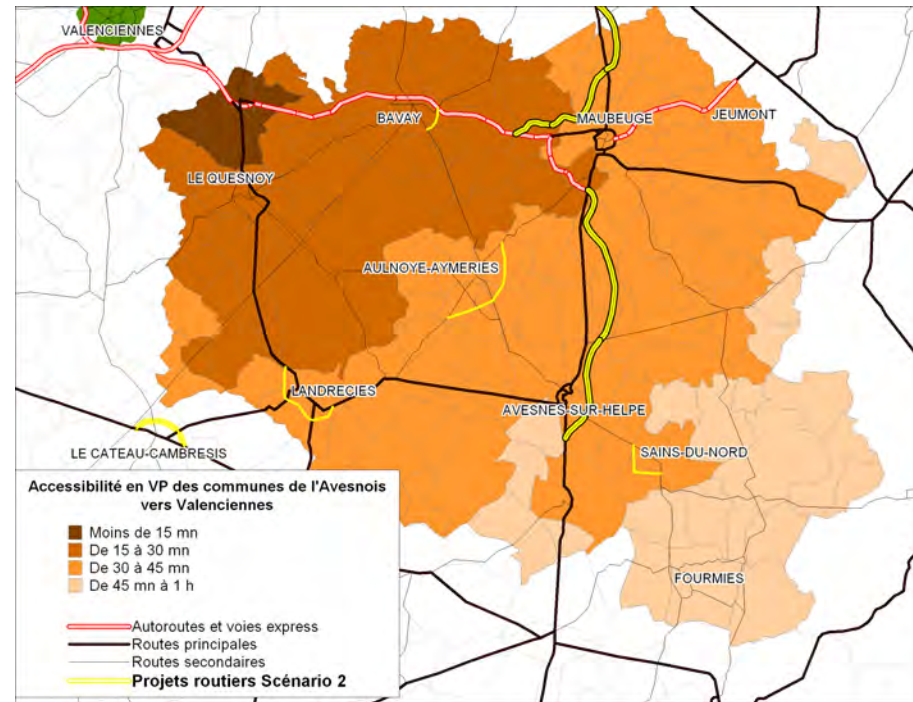 VALENCIENNES
BAVAY
MAUBEUGE
JEUMONT
LE QUESNOY
AULNOYE-AYMERIES
LANDRECIES
AVESNES-SUR-HELPE
LE CATEAU-CAMBRESIS
SAINS-DU-NORD
FOURMIES
Accessibilité en VP des communes de l'Avesnois
vers Valenciennes
Moins de 15 mn
De 15 à 30 mn
De 30 à 45 mn
De 45 mn à 1 h
Autoroutes et voies express
Routes principales
Routes secondaires
Projets routiers Scénario 2